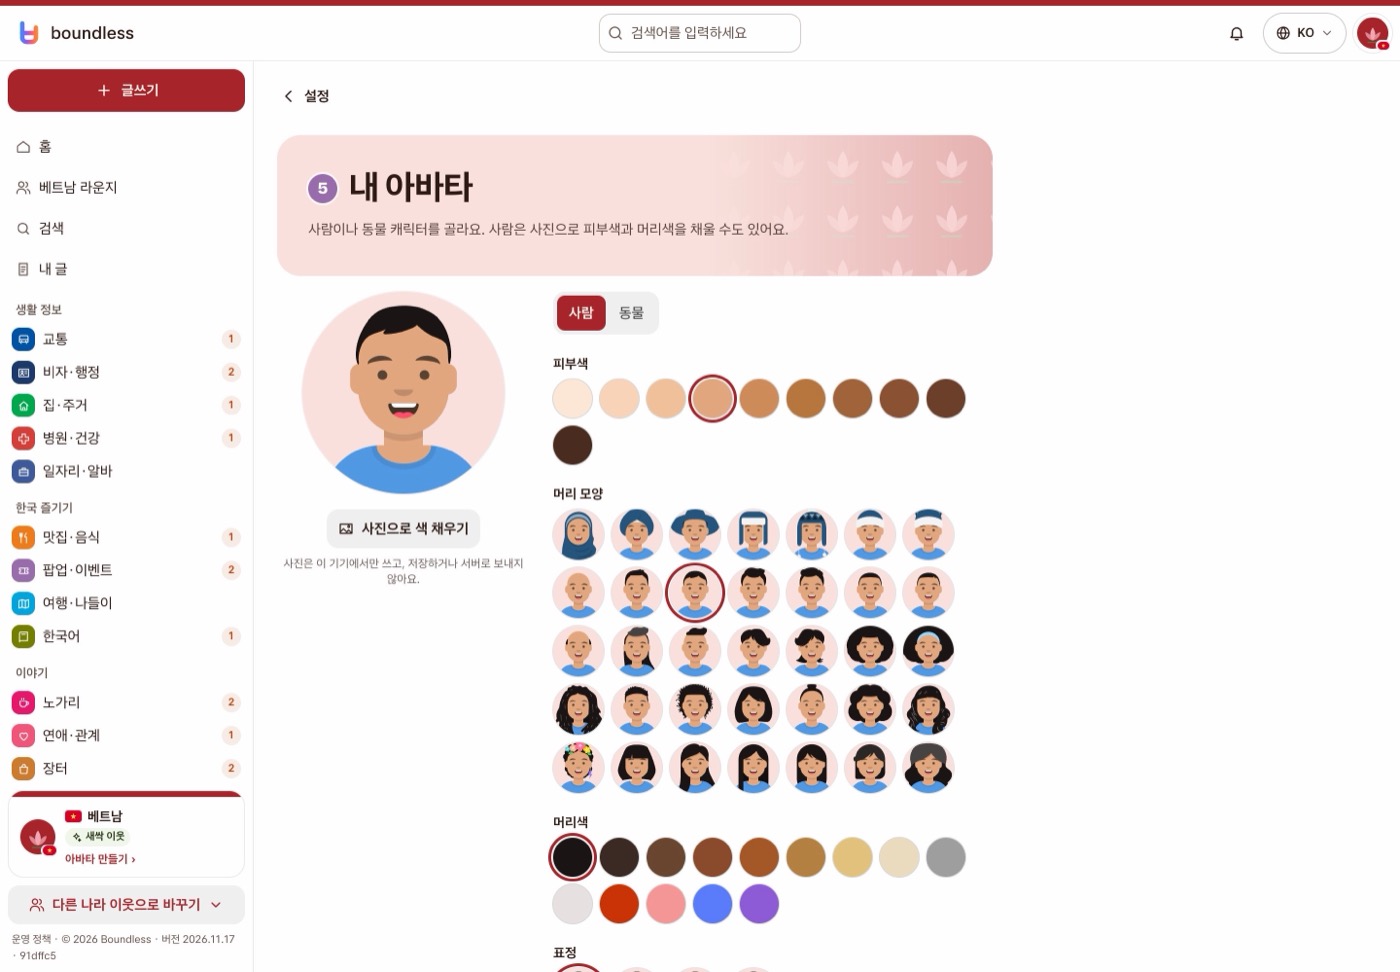 boundless
검색어를 입력하세요
KO
글쓰기
홈
베트남 라운지
검색
내 글
생활 정보
교통 1
비자·행정 2
집·주거 1
병원·건강 1
일자리·알바
한국 즐기기
맛집·음식 1
팝업·이벤트 2
여행·나들이
한국어 1
이야기
노가리 2
연애·관계 1
장터 2
베트남
새싹 이웃
아바타 만들기 ›
다른 나라 이웃으로 바꾸기
운영 정책 · © 2026 Boundless · 버전 2026.11.17
· 91dffc5
설정
5 내 아바타
사람이나 동물 캐릭터를 골라요. 사람은 사진으로 피부색과 머리색을 채울 수도 있어요.
사진으로 색 채우기
사진은 이 기기에서만 쓰고, 저장하거나 서버로 보내지
않아요.
사람 동물
피부색
머리 모양
머리색
표정